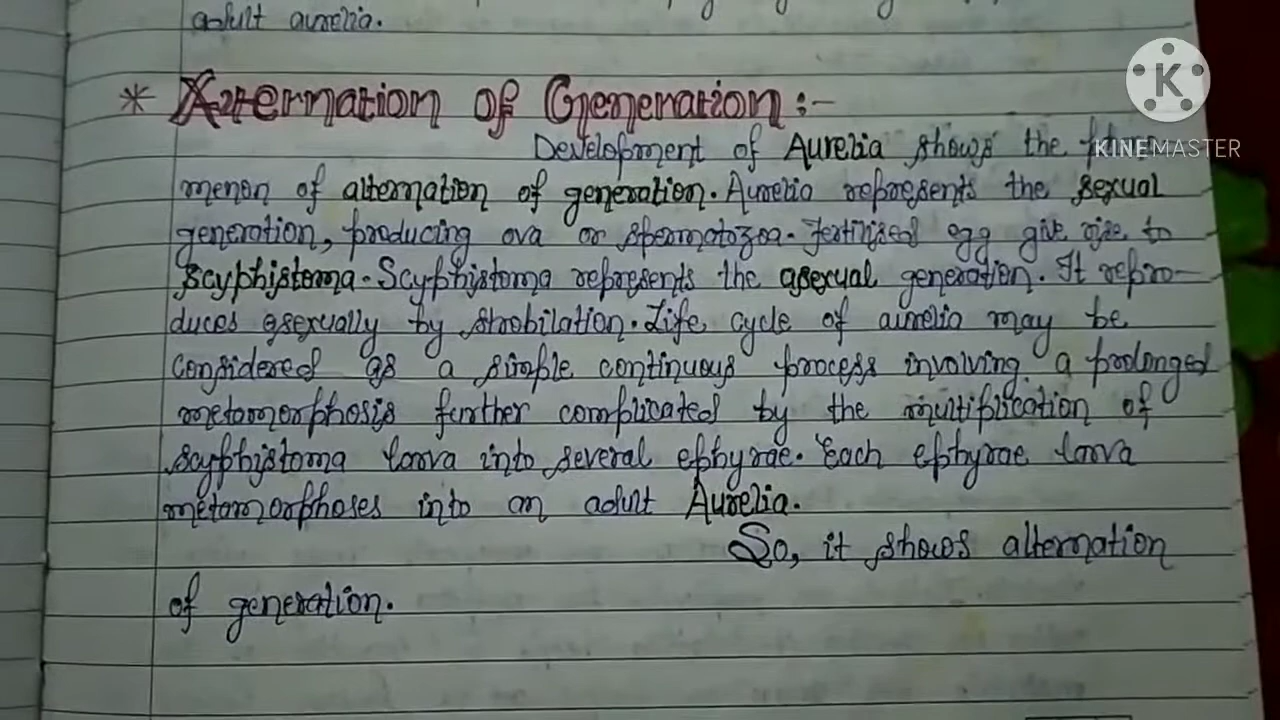 adult aurelia.
* Alternation of Generation :-
Development of Aurelia shows the
menon of alternation of generation. Aurelia represents the sexual
generation, producing ova or spermatozoa. Fertilized egg give rise to
Scyphistoma. Scyphistoma represents the asexual generation. It repro-
duces asexually by strobilation. Life cycle of aurelia may be
considered as a simple continuous process involving a prolonged
metamorphosis further complicated by the multiplication of
scyphistoma larva into several ephyrae. Each ephyrae larva
metamorphoses into an adult Aurelia.
So, it shows alternation
of generation.
K
KINEMASTER